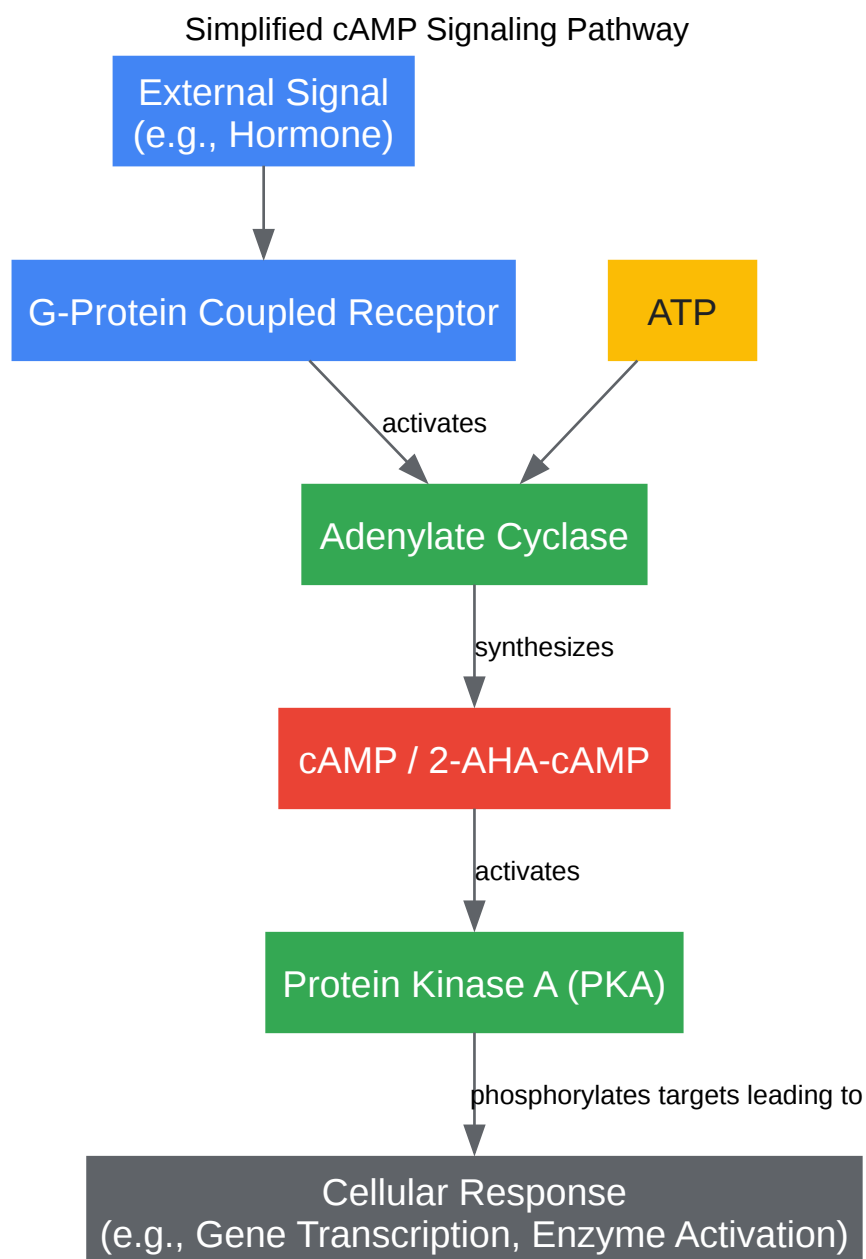 Simplified cAMP Signaling Pathway
External Signal
(e.g., Hormone)
G-Protein Coupled Receptor
ATP
activates
Adenylate Cyclase
synthesizes
cAMP / 2-AHA-cAMP
activates
Protein Kinase A (PKA)
phosphorylates targets leading to
Cellular Response
(e.g., Gene Transcription, Enzyme Activation)